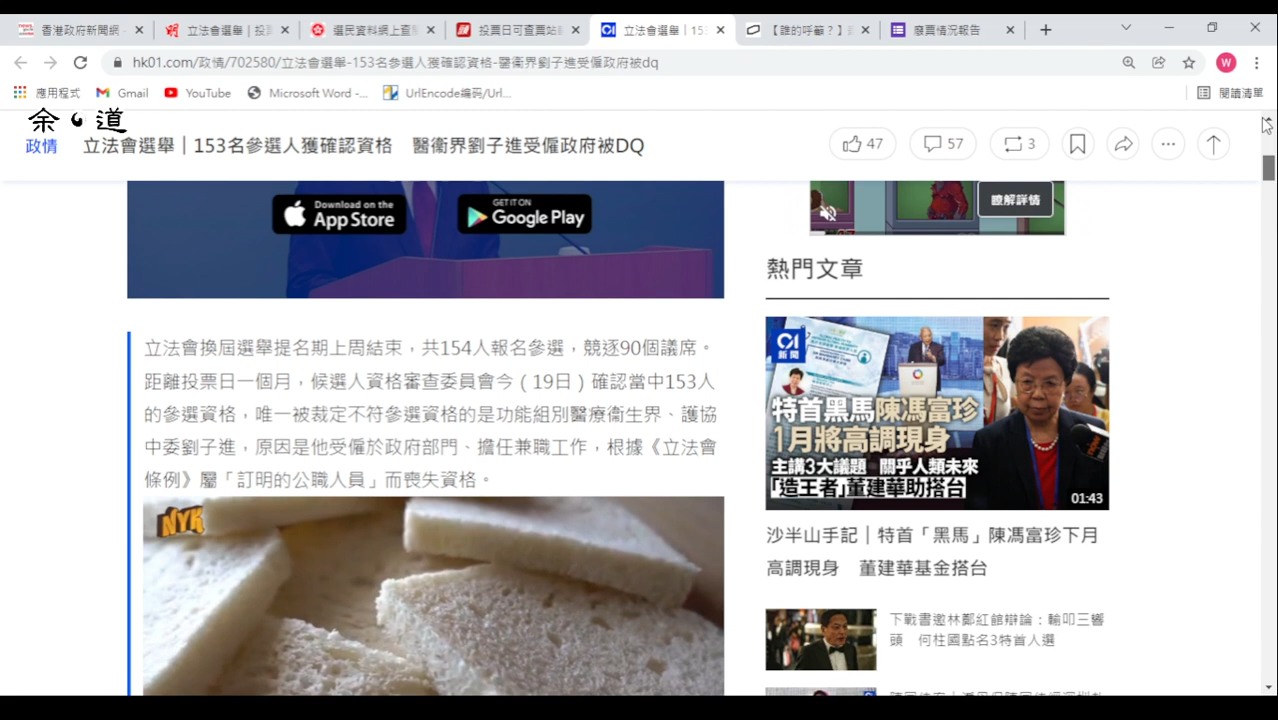 香港政府新聞網 -
立法會選舉｜投票
選民資料網上查
投票日可查票站
立法會選舉｜153
【誰的呼籲？】
廢票情況報告
hk01.com/政情/702580/立法會選舉-153名參選人獲確認資格-醫衛界劉子進受僱政府被dq
W
應用程式
Gmail
YouTube
Microsoft Word -...
UrlEncode编码/Url...
閱讀清單
余 道
政情
立法會選舉｜153名參選人獲確認資格 醫衛界劉子進受僱政府被DQ
47
57
3
Download on the
App Store
GET IT ON
Google Play
瞭解詳情
熱門文章
立法會換屆選舉提名期上周結束，共154人報名參選，競逐90個議席。
距離投票日一個月，候選人資格審查委員會今（19日）確認當中153人
的參選資格，唯一被裁定不符參選資格的是功能組別醫療衞生界、護協
中委劉子進，原因是他受僱於政府部門、擔任兼職工作，根據《立法會
條例》屬「訂明的公職人員」而喪失資格。
NYK
01
新聞
特首黑馬陳馮富珍
1月將高調現身
主講3大議題 關乎人類未來
「造王者」董建華助搭台
01:43
沙半山手記｜特首「黑馬」陳馮富珍下月
高調現身 董建華基金搭台
下戰書邀林鄭紅館辯論：輸叩三響
頭 何柱國點名3特首人選